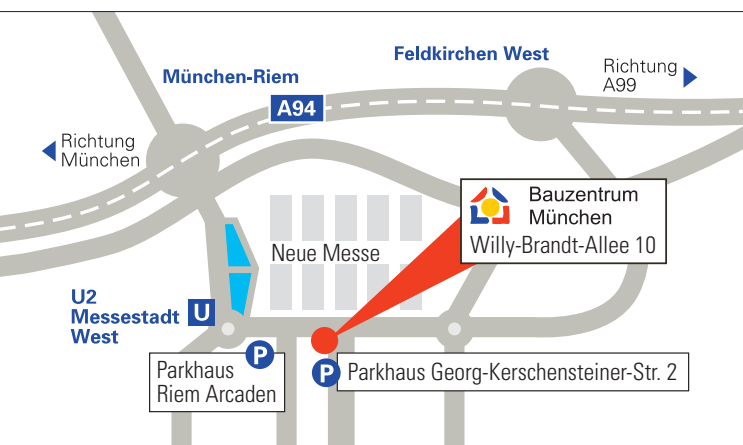 Feldkirchen West
München-Riem
Richtung
A99
A94
Richtung
München
Bauzentrum
München
Willy-Brandt-Allee 10
Neue Messe
U2
Messestadt
West
U
P
Parkhaus
Riem Arcaden
P
Parkhaus Georg-Kerschensteiner-Str. 2